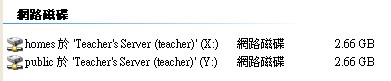 網路磁碟
homes 於 'Teacher's Server (teacher)' (X:) 網路磁碟 2.66 GB
public 於 'Teacher's Server (teacher)' (Y:) 網路磁碟 2.66 GB